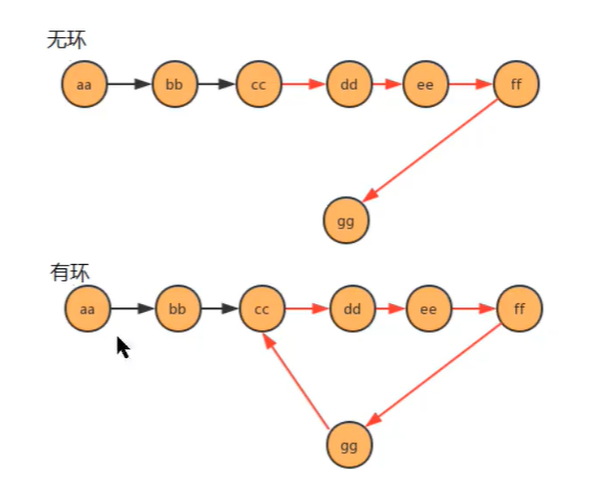 无环
aa bb cc dd ee ff
gg
有环
aa bb cc dd ee ff
gg